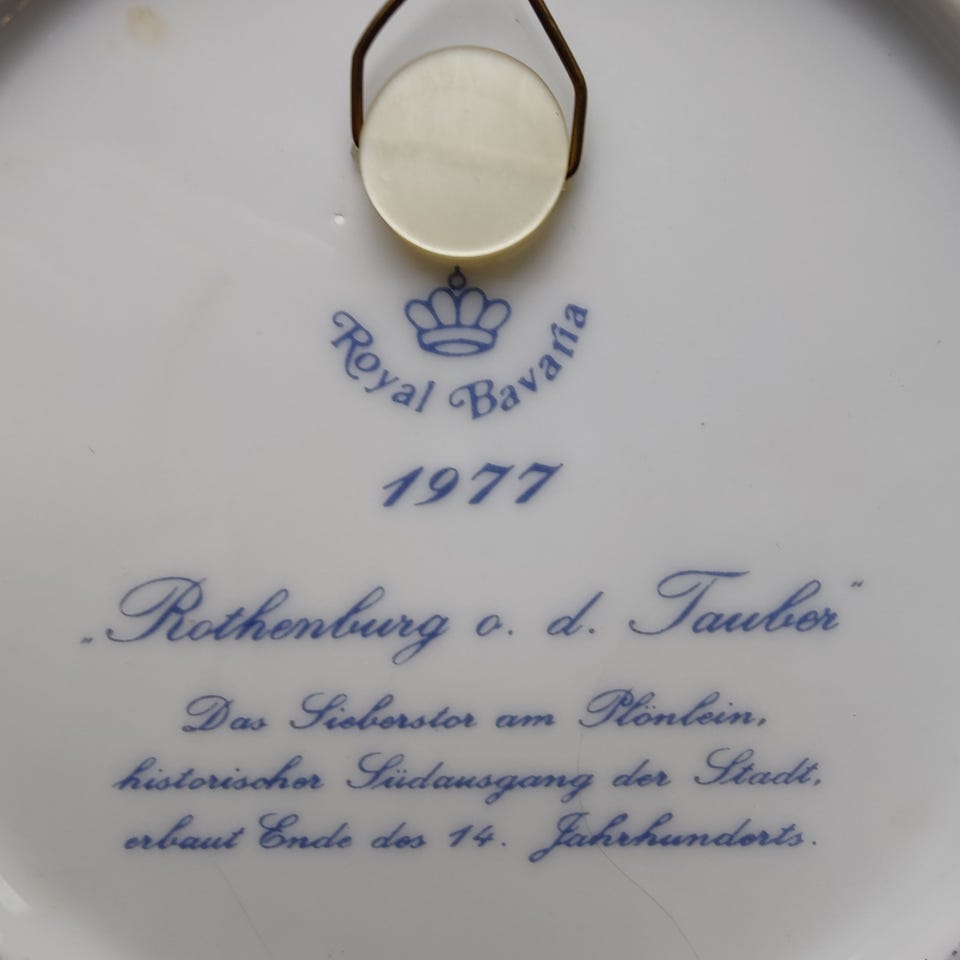 Royal Bavaria
1977
„Rothenburg o. d. Tauber"
Das Sieberstor am Plönlein,
historischer Südausgang der Stadt,
erbaut Ende des 14. Jahrhunderts.